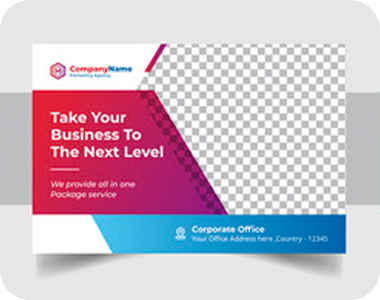 CompanyName
Marketing Agency
Take Your
Business To
The Next Level
We provide all in one
Package service
Corporate Office
Your Office Address here ,Country - 12345